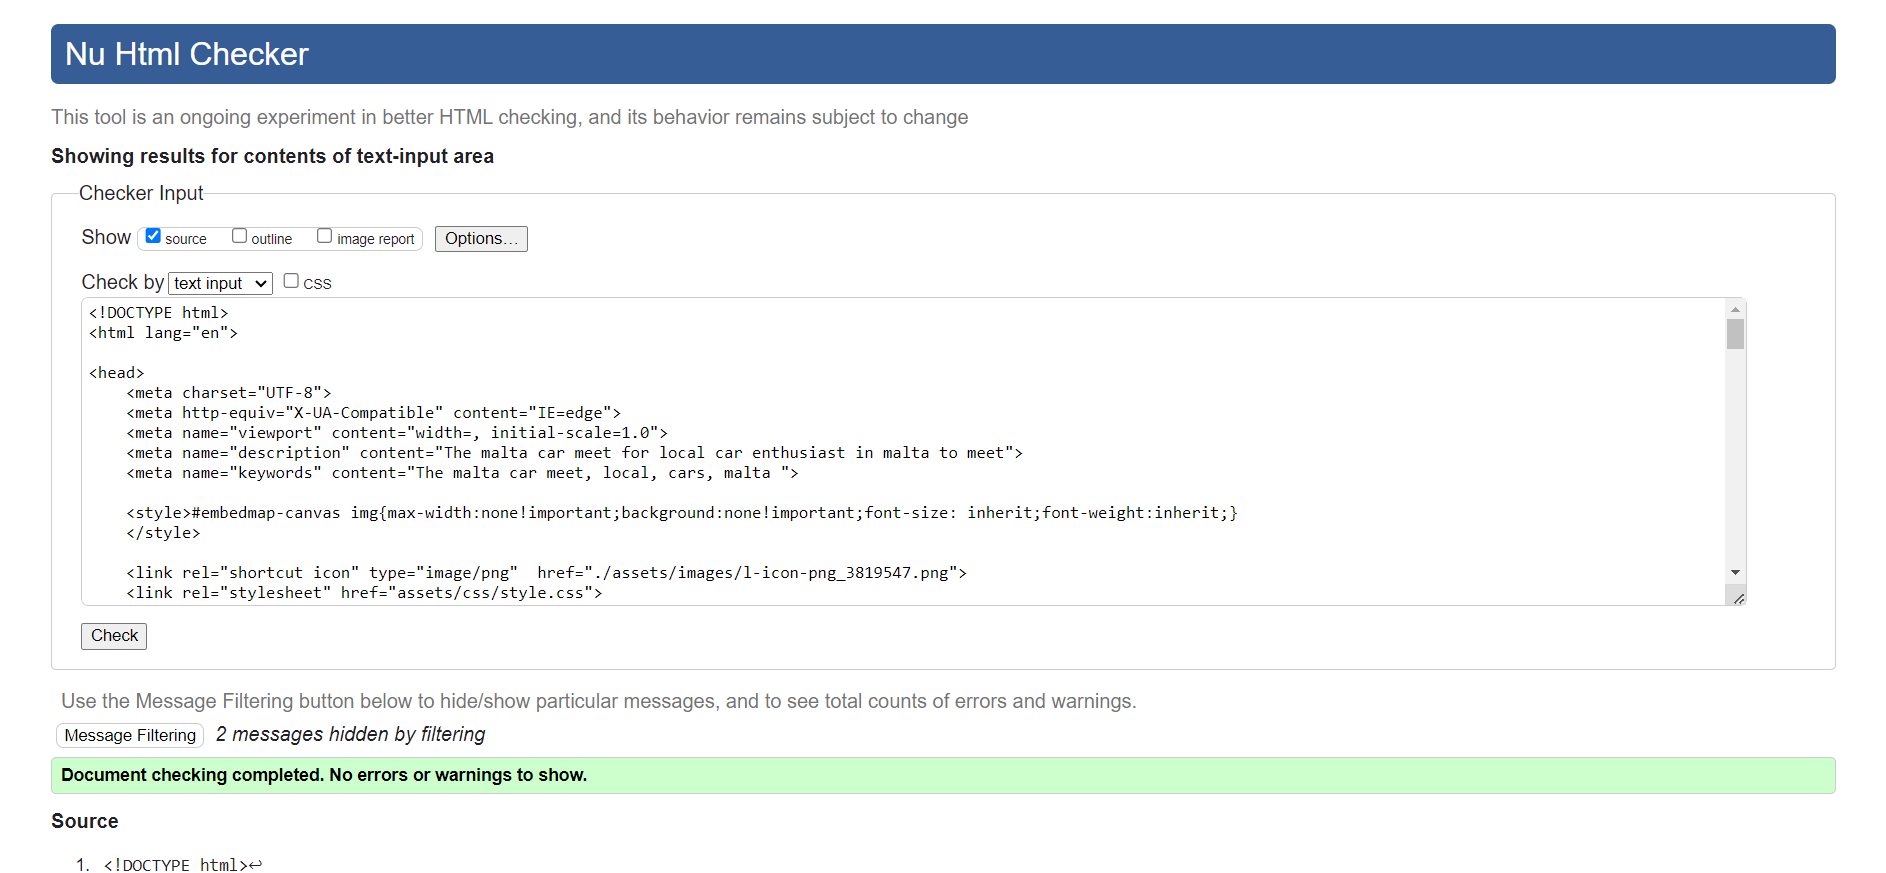 Nu Html Checker
This tool is an ongoing experiment in better HTML checking, and its behavior remains subject to change
Showing results for contents of text-input area
Checker Input
Show source outline image report Options...
Check by text input CSS
<!DOCTYPE html>
<html lang="en">
<head>
    <meta charset="UTF-8">
    <meta http-equiv="X-UA-Compatible" content="IE=edge">
    <meta name="viewport" content="width=, initial-scale=1.0">
    <meta name="description" content="The malta car meet for local car enthusiast in malta to meet">
    <meta name="keywords" content="The malta car meet, local, cars, malta ">
    <style>#embedmap-canvas img{max-width:none!important;background:none!important;font-size: inherit;font-weight:inherit;}
    </style>
    <link rel="shortcut icon" type="image/png"  href="./assets/images/l-icon-png_3819547.png">
    <link rel="stylesheet" href="assets/css/style.css">
Check
Use the Message Filtering button below to hide/show particular messages, and to see total counts of errors and warnings.
Message Filtering 2 messages hidden by filtering
Document checking completed. No errors or warnings to show.
Source
1. <!DOCTYPE html>↩